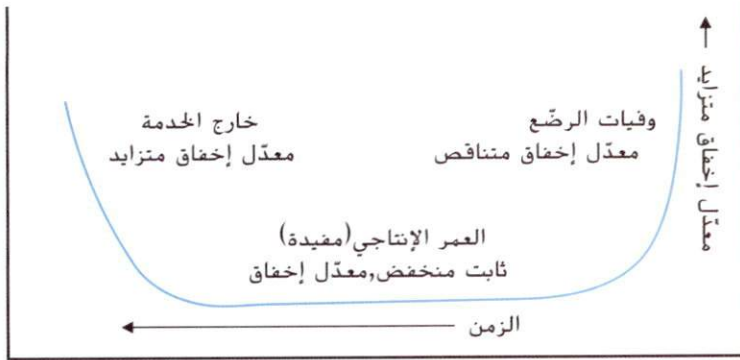 معدّل إخفاق متزايد
وفيات الرضّع
معدّل إخفاق متناقص
خارج الخدمة
معدّل إخفاق متزايد
العمر الإنتاجي(مفيدة)
ثابت منخفض,معدّل إخفاق
الزمن